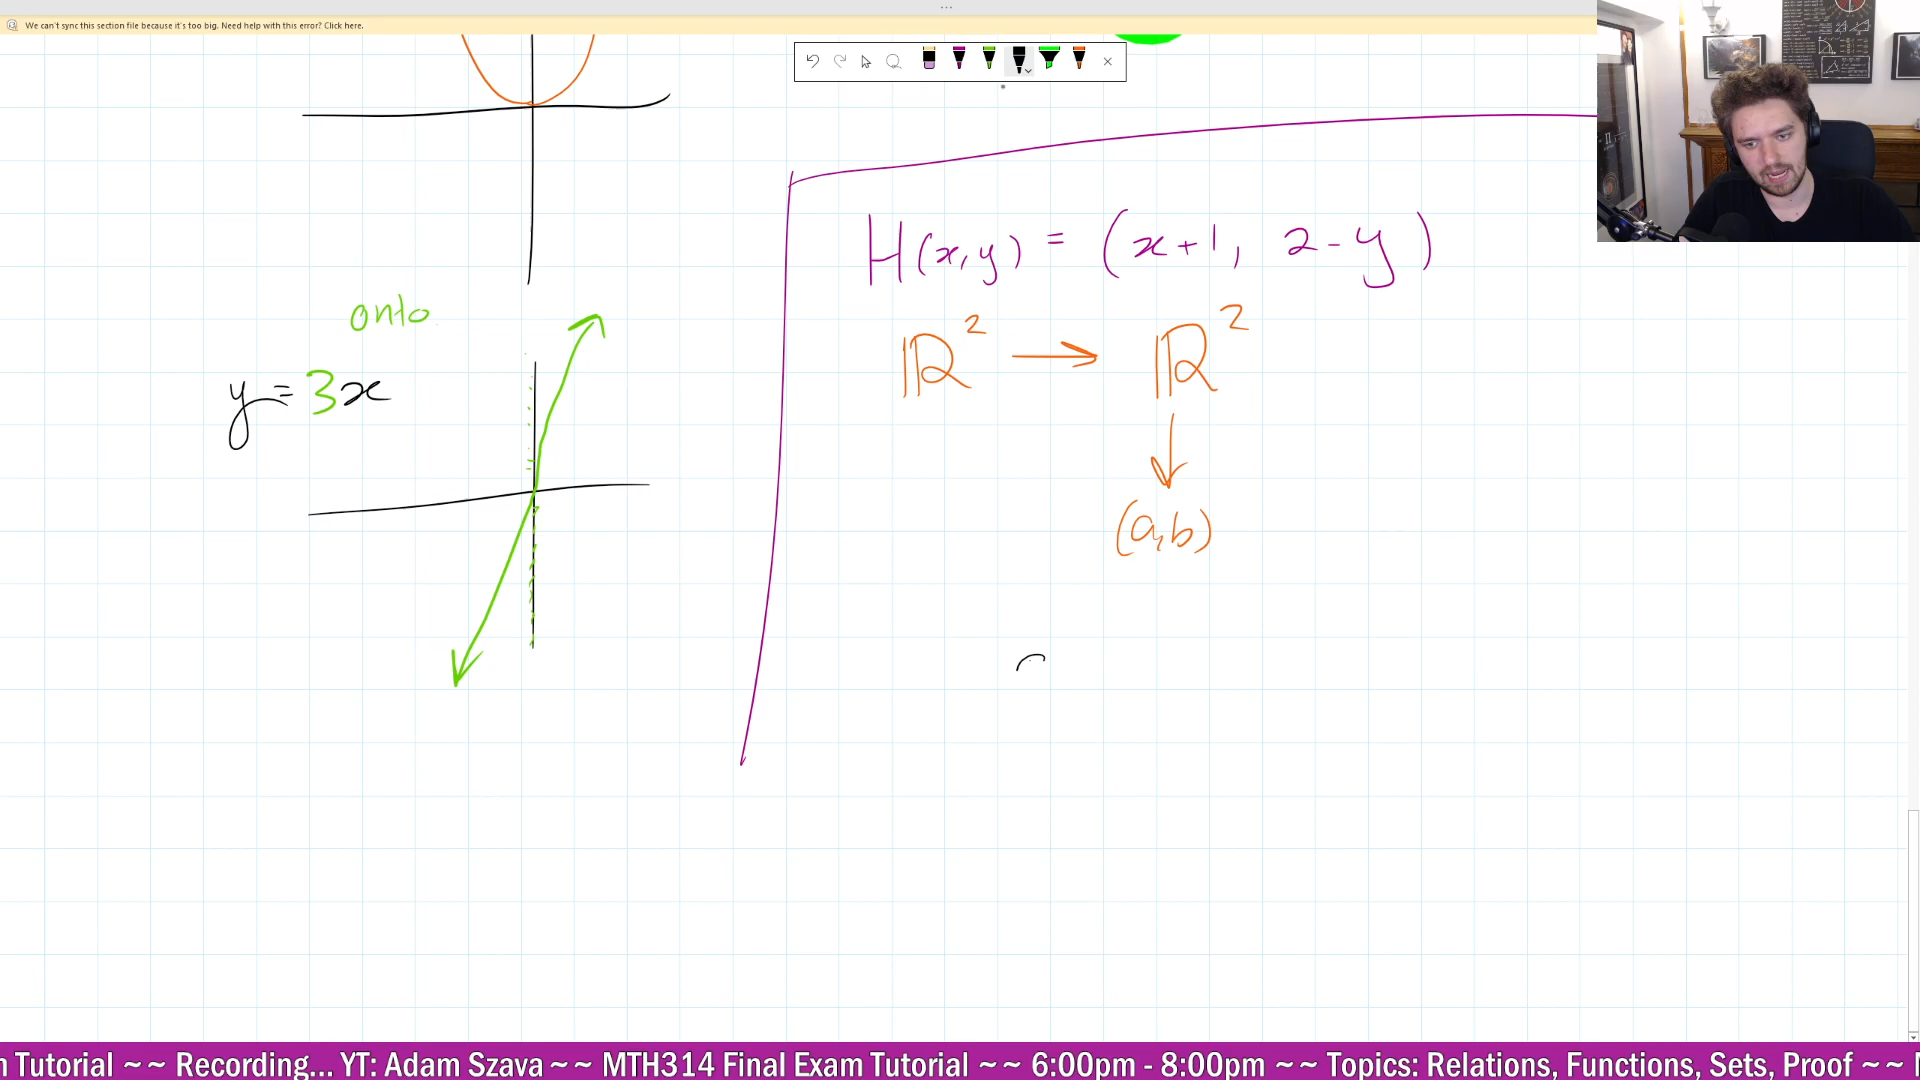 We can't sync this section file because it's too big. Need help with this error? Click here.
H(x,y) = (x+1, 2-y)
onto
ℝ² → ℝ²
y = 3x
(a,b)
n Tutorial ~~ Recording... YT: Adam Szava ~~ MTH314 Final Exam Tutorial ~~ 6:00pm - 8:00pm ~~ Topics: Relations, Functions, Sets, Proof ~~